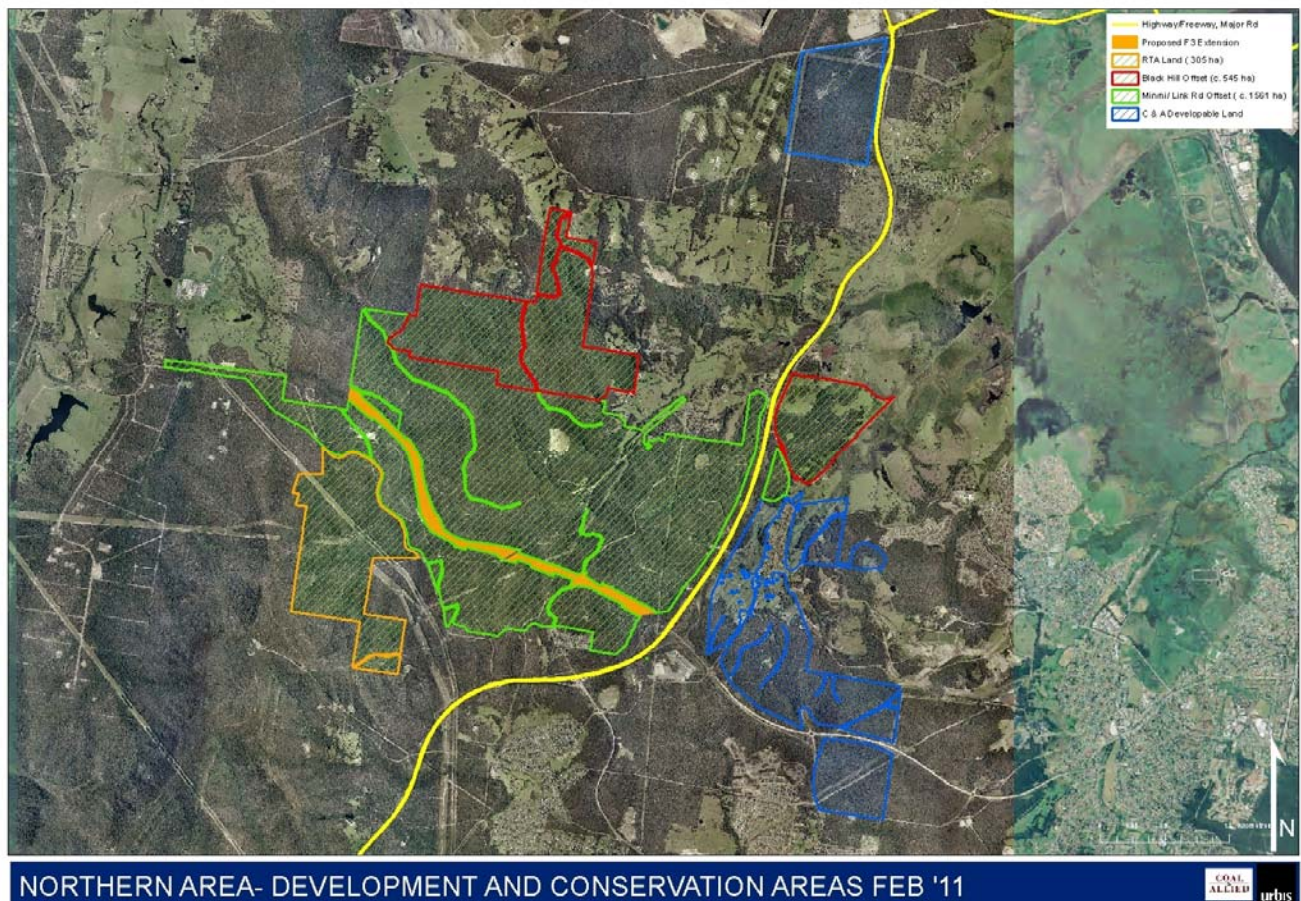 Highway/Freeway, Major Rd
Proposed F3 Extension
RTA Land ( 305 ha)
Black Hill Offset (c. 545 ha)
Minmi/ Link Rd Offset ( c. 1561 ha)
C & A Developable Land
N
NORTHERN AREA- DEVELOPMENT AND CONSERVATION AREAS FEB '11
COAL & ALLIED
urbis